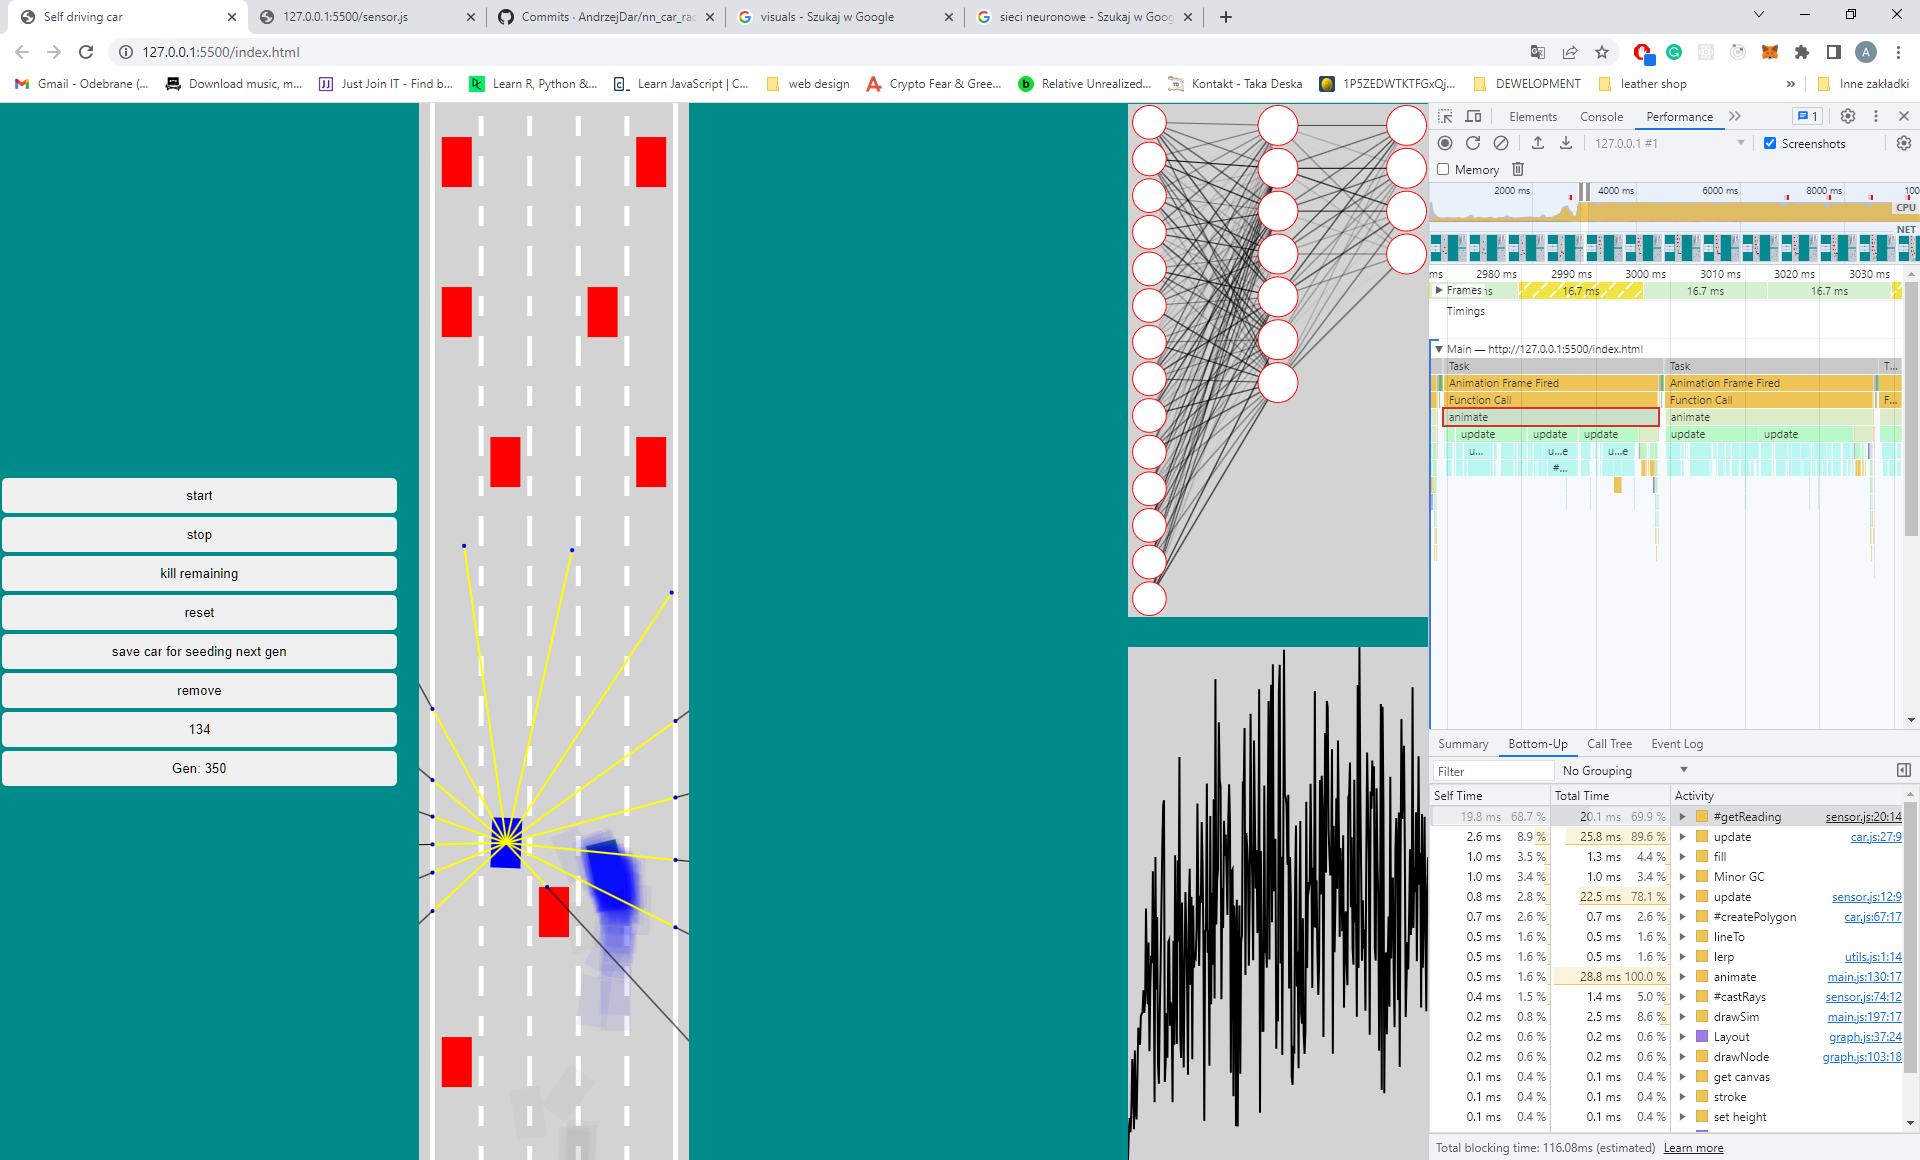 Self driving car
127.0.0.1:5500/sensor.js
Commits · AndrzejDar/nn_car_rac
visuals - Szukaj w Google
sieci neuronowe - Szukaj w Goog
127.0.0.1:5500/index.html
A
Gmail - Odebrane (...
Download music, m...
Just Join IT - Find b...
Learn R, Python &...
Learn JavaScript | C...
web design
Crypto Fear & Gree...
Relative Unrealized...
Kontakt - Taka Deska
1P5ZEDWTKTFGxQj...
DEWELOPMENT
leather shop
»
Inne zakładki
start
stop
kill remaining
reset
save car for seeding next gen
remove
134
Gen: 350
Elements
Console
Performance
1
127.0.0.1 #1
Screenshots
Memory
2000 ms
4000 ms
6000 ms
8000 ms
100
CPU
NET
ms
2980 ms
2990 ms
3000 ms
3010 ms
3020 ms
3030 ms
Frames
16.7 ms
16.7 ms
16.7 ms
Timings
Main — http://127.0.0.1:5500/index.html
Task
Task
T...
Animation Frame Fired
Animation Frame Fired
Function Call
Function Call
F...
animate
animate
update
update
update
update
update
u...
u...e
u...e
#...
Summary
Bottom-Up
Call Tree
Event Log
Filter
No Grouping
Self Time
Total Time
Activity
19.8 ms 68.7 % 20.1 ms 69.9 % #getReading sensor.js:20:14
2.6 ms 8.9 % 25.8 ms 89.6 % update car.js:27:9
1.0 ms 3.5 % 1.3 ms 4.4 % fill
1.0 ms 3.4 % 1.0 ms 3.4 % Minor GC
0.8 ms 2.8 % 22.5 ms 78.1 % update sensor.js:12:9
0.7 ms 2.6 % 0.7 ms 2.6 % #createPolygon car.js:67:17
0.5 ms 1.6 % 0.5 ms 1.6 % lineTo
0.5 ms 1.6 % 0.5 ms 1.6 % lerp utils.js:1:14
0.5 ms 1.6 % 28.8 ms 100.0 % animate main.js:130:17
0.4 ms 1.5 % 1.4 ms 5.0 % #castRays sensor.js:74:12
0.2 ms 0.8 % 2.5 ms 8.6 % drawSim main.js:197:17
0.2 ms 0.6 % 0.2 ms 0.6 % Layout graph.js:37:24
0.2 ms 0.6 % 0.2 ms 0.6 % drawNode graph.js:103:18
0.1 ms 0.4 % 0.1 ms 0.4 % get canvas
0.1 ms 0.4 % 0.1 ms 0.4 % stroke
0.1 ms 0.4 % 0.1 ms 0.4 % set height
Total blocking time: 116.08ms (estimated) Learn more